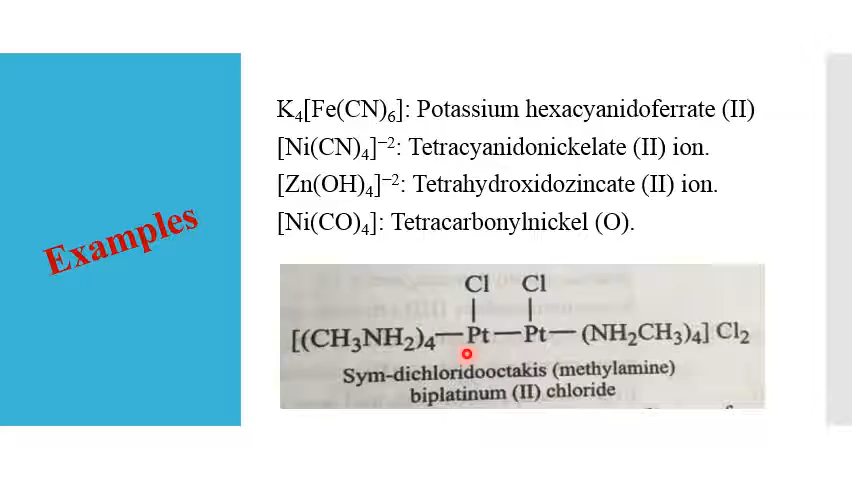 Examples
K₄[Fe(CN)₆]: Potassium hexacyanidoferrate (II)
[Ni(CN)₄]⁻²: Tetracyanidonickelate (II) ion.
[Zn(OH)₄]⁻²: Tetrahydroxidozincate (II) ion.
[Ni(CO)₄]: Tetracarbonylnickel (O).
Cl Cl
[(CH₃NH₂)₄—Pt—Pt—(NH₂CH₃)₄] Cl₂
Sym-dichloridooctakis (methylamine)
biplatinum (II) chloride